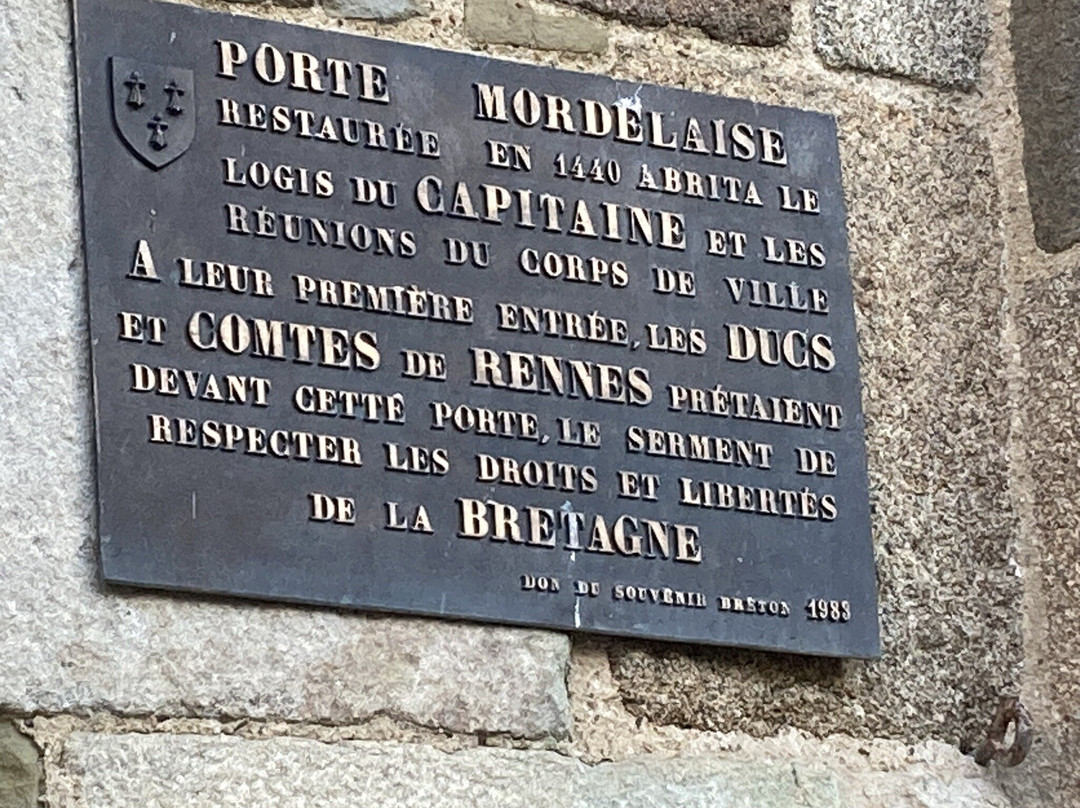 PORTE MORDELAISE
RESTAURÉE EN 1440 ABRITA LE
LOGIS DU CAPITAINE ET LES
RÉUNIONS DU CORPS DE VILLE
A LEUR PREMIÈRE ENTRÉE, LES DUCS
ET COMTES DE RENNES PRÉTAIENT
DEVANT CETTE PORTE, LE SERMENT DE
RESPECTER LES DROITS ET LIBERTÉS
DE LA BRETAGNE
DON DU SOUVENIR BRETON 1983